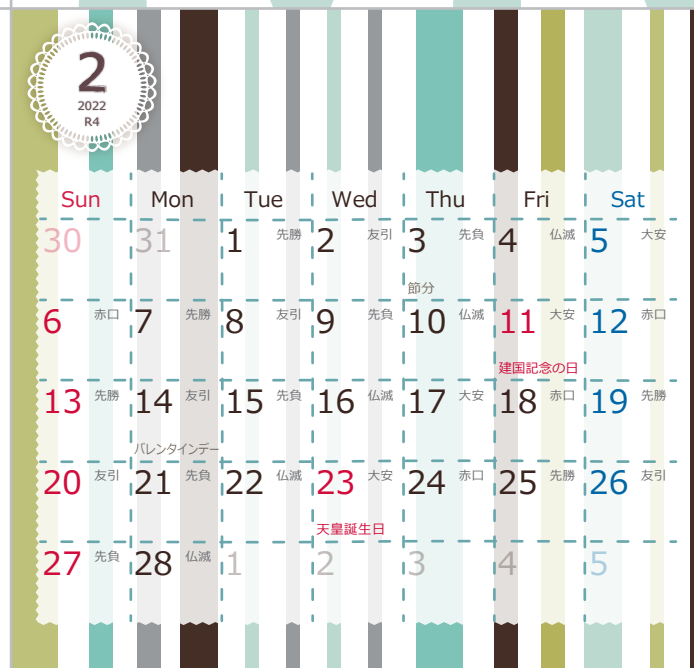 2
2022
R4
Sun Mon Tue Wed Thu Fri Sat
30 31 1 先勝 2 友引 3 先負 4 仏滅 5 大安
節分
6 赤口 7 先勝 8 友引 9 先負 10 仏滅 11 大安 12 赤口
建国記念の日
13 先勝 14 友引 15 先負 16 仏滅 17 大安 18 赤口 19 先勝
バレンタインデー
20 友引 21 先負 22 仏滅 23 大安 24 赤口 25 先勝 26 友引
天皇誕生日
27 先負 28 仏滅 1 2 3 4 5